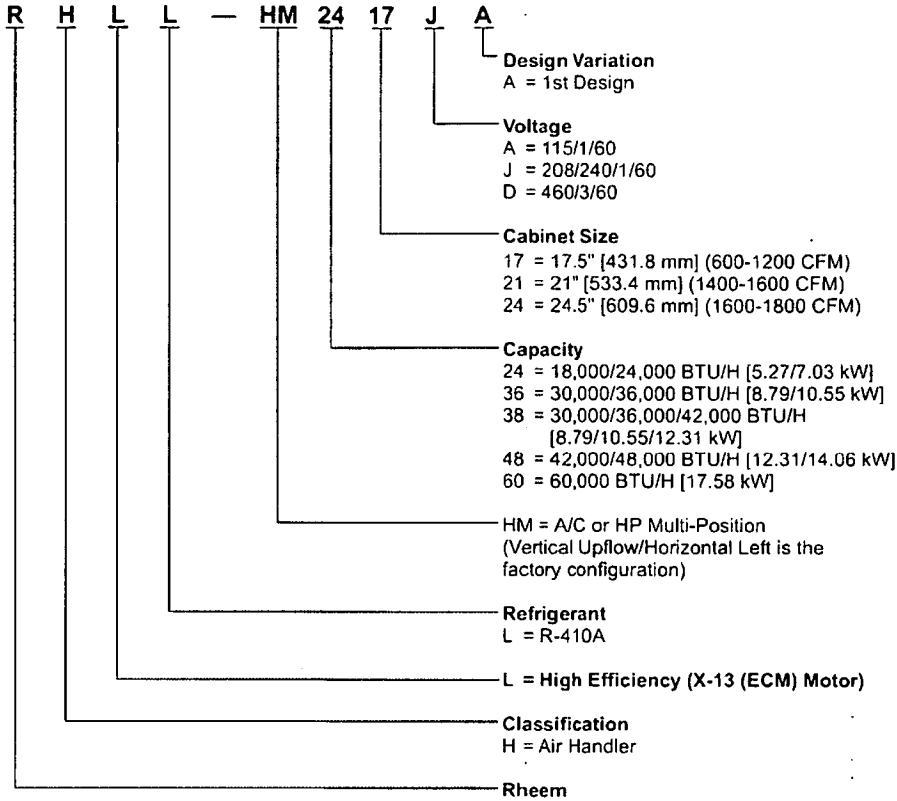 R H L L — HM 24 17 J A
Design Variation
A = 1st Design
Voltage
A = 115/1/60
J = 208/240/1/60
D = 460/3/60
Cabinet Size
17 = 17.5" [431.8 mm] (600-1200 CFM)
21 = 21" [533.4 mm] (1400-1600 CFM)
24 = 24.5" [609.6 mm] (1600-1800 CFM)
Capacity
24 = 18,000/24,000 BTU/H [5.27/7.03 kW]
36 = 30,000/36,000 BTU/H [8.79/10.55 kW]
38 = 30,000/36,000/42,000 BTU/H
[8.79/10.55/12.31 kW]
48 = 42,000/48,000 BTU/H [12.31/14.06 kW]
60 = 60,000 BTU/H [17.58 kW]
HM = A/C or HP Multi-Position
(Vertical Upflow/Horizontal Left is the
factory configuration)
Refrigerant
L = R-410A
L = High Efficiency (X-13 (ECM) Motor)
Classification
H = Air Handler
Rheem